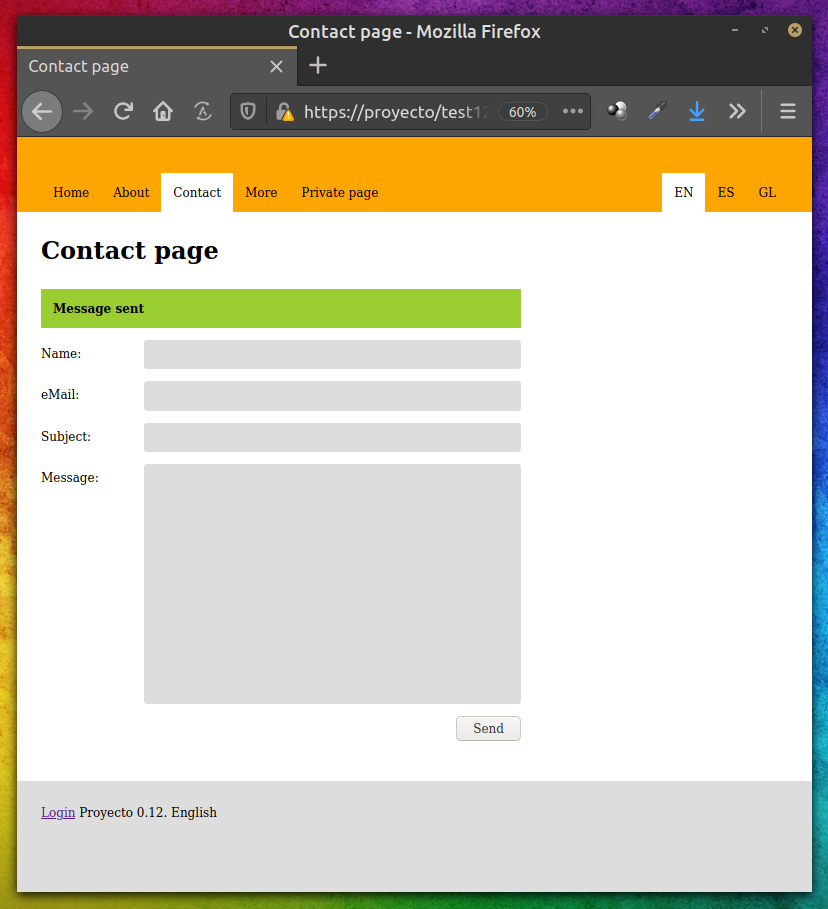 Contact page - Mozilla Firefox
Contact page
https://proyecto/test12 60%
Home About Contact More Private page EN ES GL
Contact page
Message sent
Name:
eMail:
Subject:
Message:
Send
Login Proyecto 0.12. English